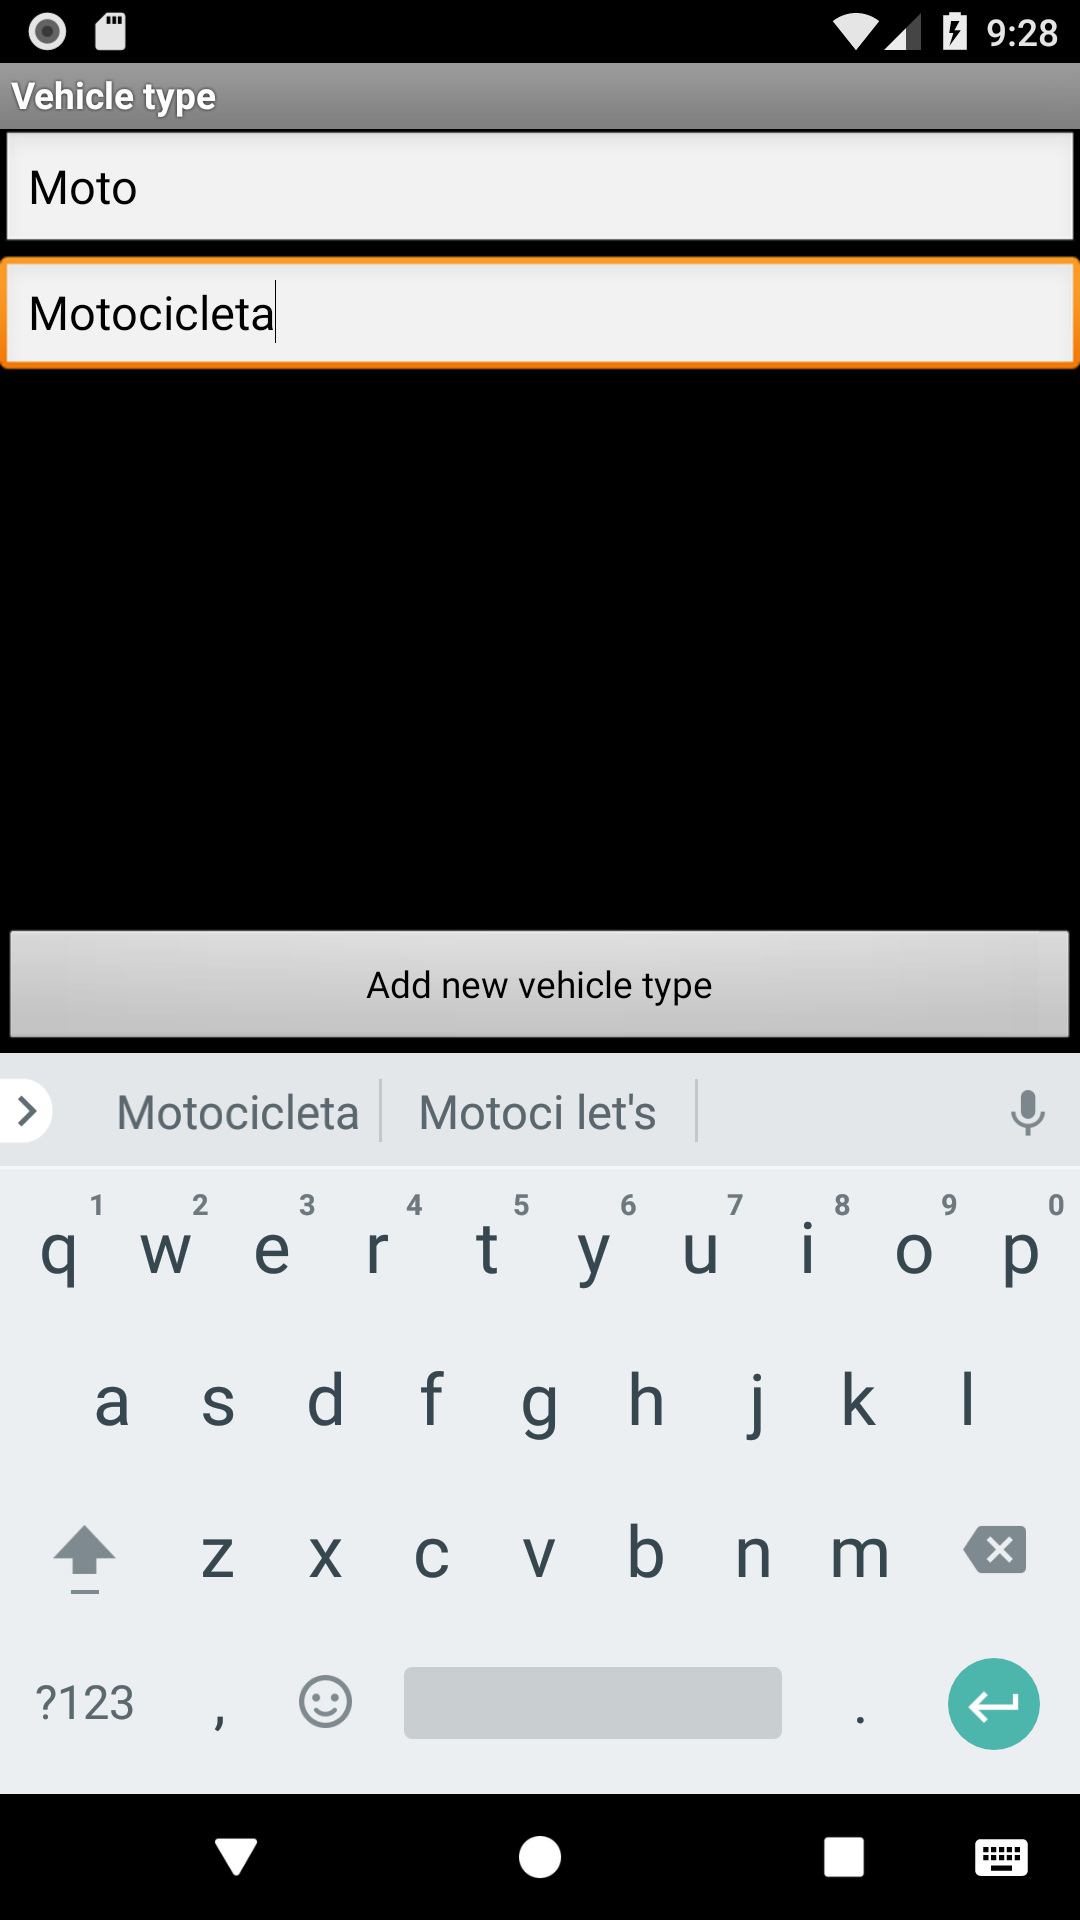 9:28
Vehicle type
Moto
Motocicleta
Add new vehicle type
Motocicleta Motoci let's
1 2 3 4 5 6 7 8 9 0
q w e r t y u i o p
a s d f g h j k l
z x c v b n m
?123 , .